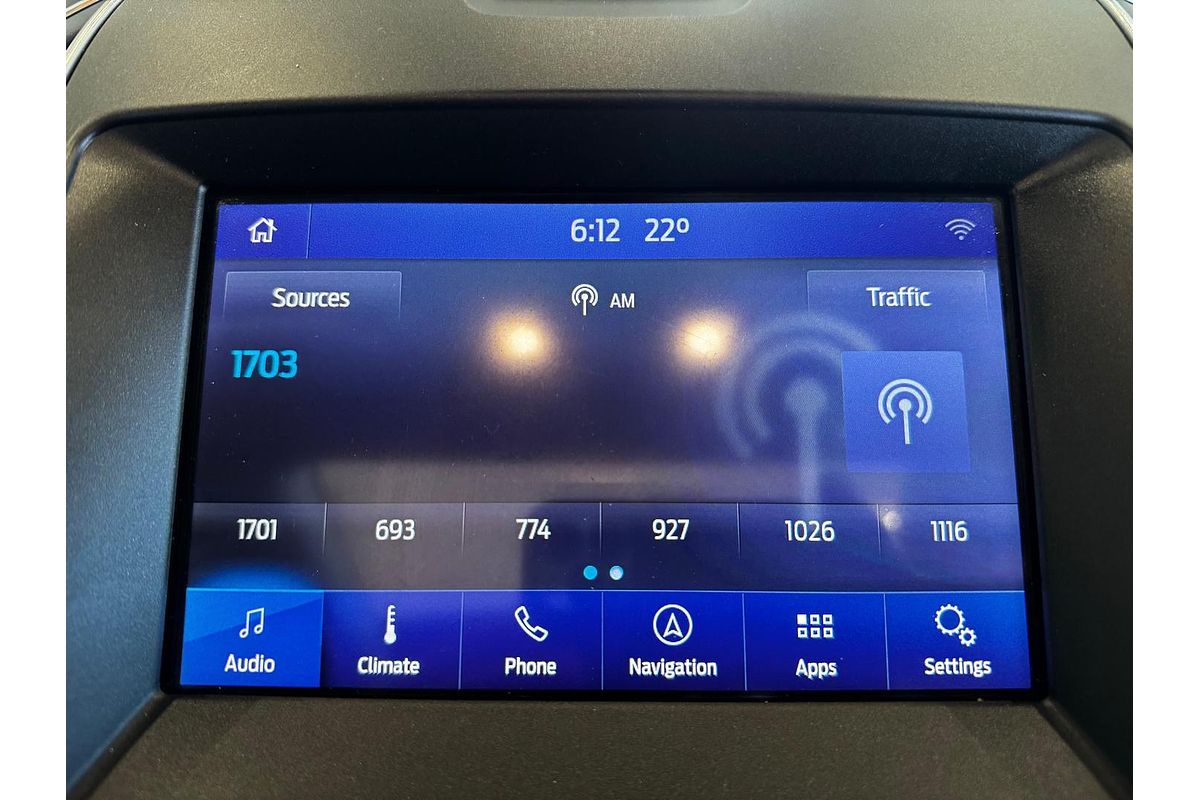 6:12 22º
Sources AM Traffic
1703
1701 693 774 927 1026 1116
Audio Climate Phone Navigation Apps Settings